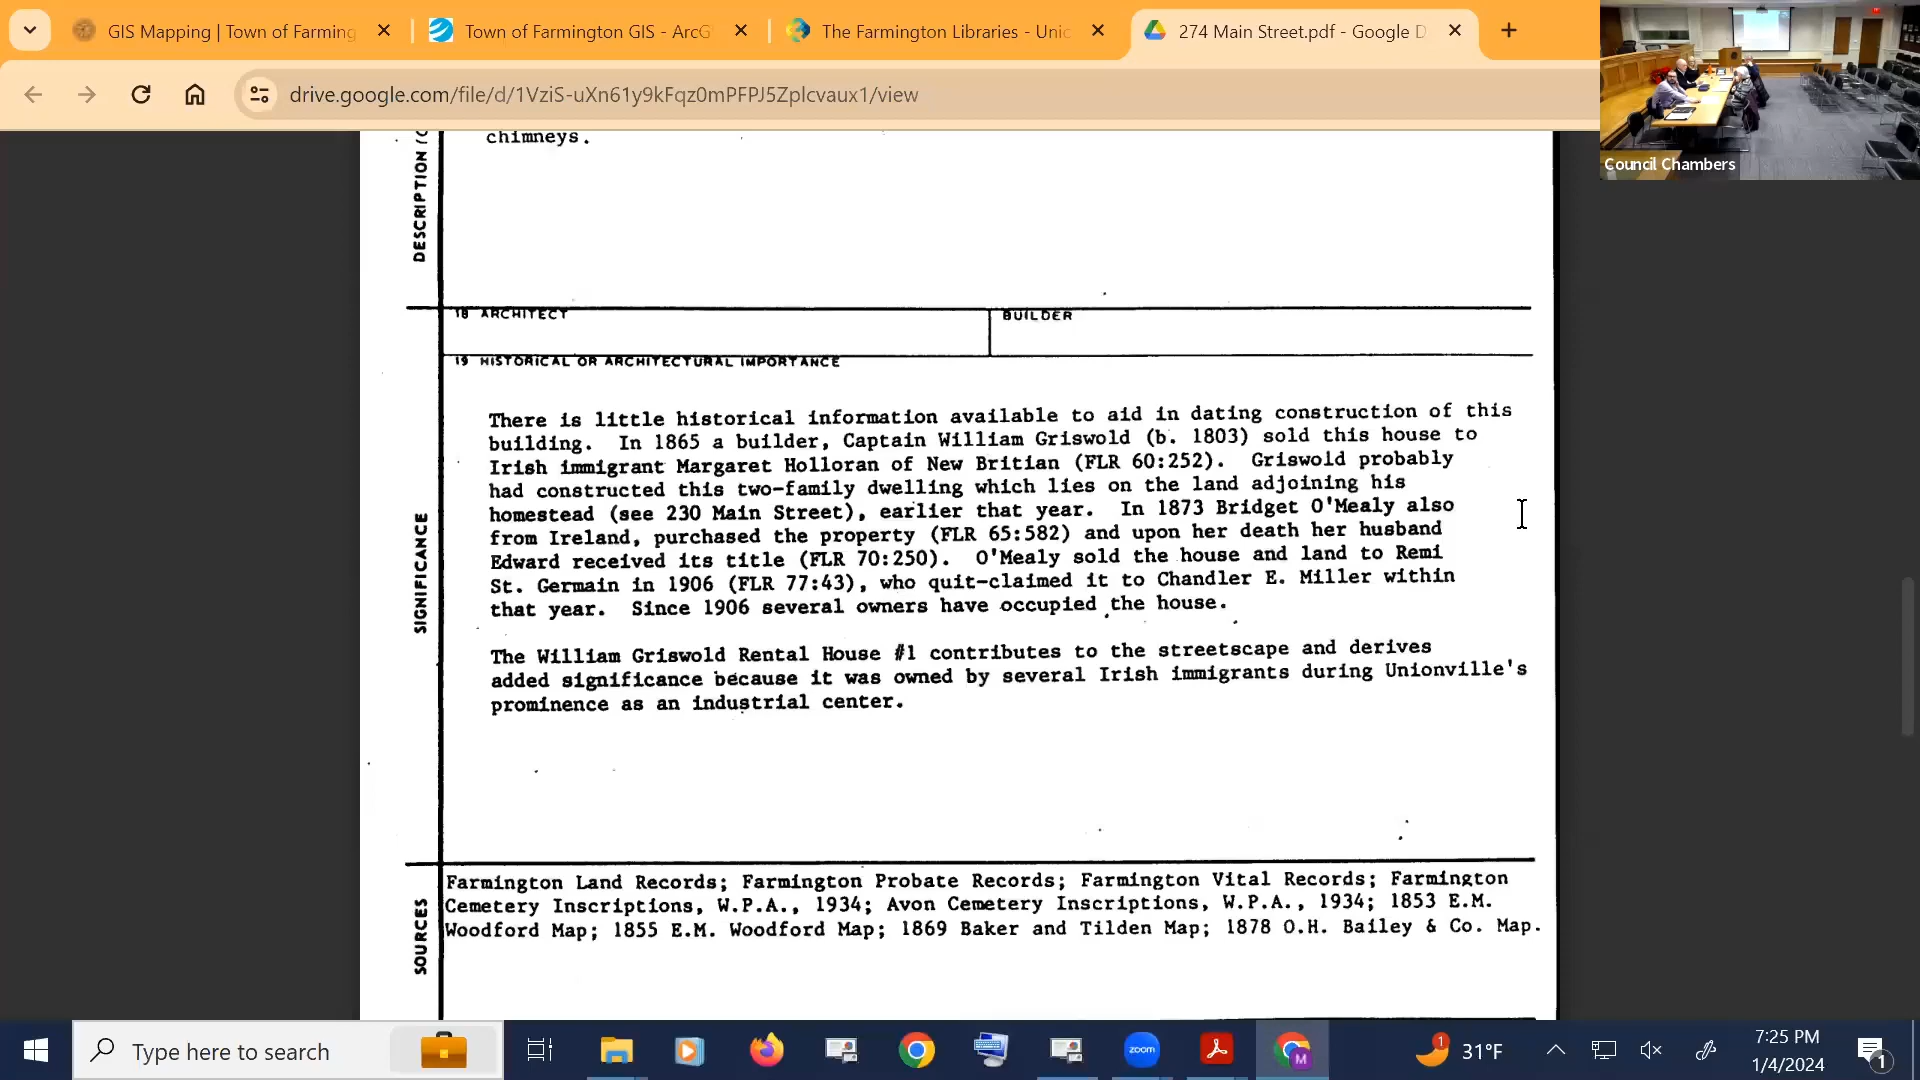 GIS Mapping | Town of Farming
Town of Farmington GIS - ArcG
The Farmington Libraries - Unio
274 Main Street.pdf - Google D
drive.google.com/file/d/1VziS-uXn61y9kFqz0mPFPJ5Zplcvaux1/view
Council Chambers
chimneys.
DESCRIPTION
18 ARCHITECT
BUILDER
19 HISTORICAL OR ARCHITECTURAL IMPORTANCE
SIGNIFICANCE
There is little historical information available to aid in dating construction of this
building. In 1865 a builder, Captain William Griswold (b. 1803) sold this house to
Irish immigrant Margaret Holloran of New Britian (FLR 60:252). Griswold probably
had constructed this two-family dwelling which lies on the land adjoining his
homestead (see 230 Main Street), earlier that year. In 1873 Bridget O'Mealy also
from Ireland, purchased the property (FLR 65:582) and upon her death her husband
Edward received its title (FLR 70:250). O'Mealy sold the house and land to Remi
St. Germain in 1906 (FLR 77:43), who quit-claimed it to Chandler E. Miller within
that year. Since 1906 several owners have occupied the house.
The William Griswold Rental House #1 contributes to the streetscape and derives
added significance because it was owned by several Irish immigrants during Unionville's
prominence as an industrial center.
SOURCES
Farmington Land Records; Farmington Probate Records; Farmington Vital Records; Farmington
Cemetery Inscriptions, W.P.A., 1934; Avon Cemetery Inscriptions, W.P.A., 1934; 1853 E.M.
Woodford Map; 1855 E.M. Woodford Map; 1869 Baker and Tilden Map; 1878 O.H. Bailey & Co. Map.
Type here to search
zoom
M
1
31°F
7:25 PM
1/4/2024
1